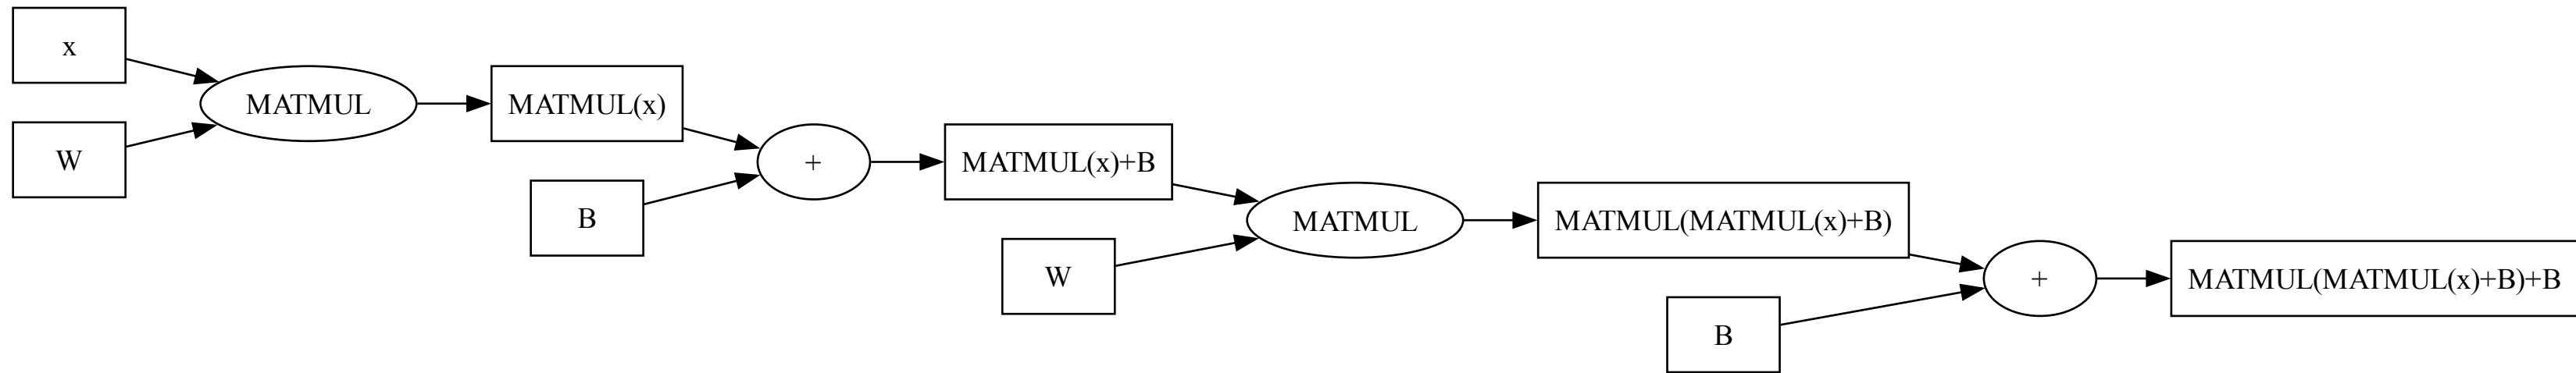 x
W
MATMUL
MATMUL(x)
B
+
MATMUL(x)+B
W
MATMUL
MATMUL(MATMUL(x)+B)
B
+
MATMUL(MATMUL(x)+B)+B